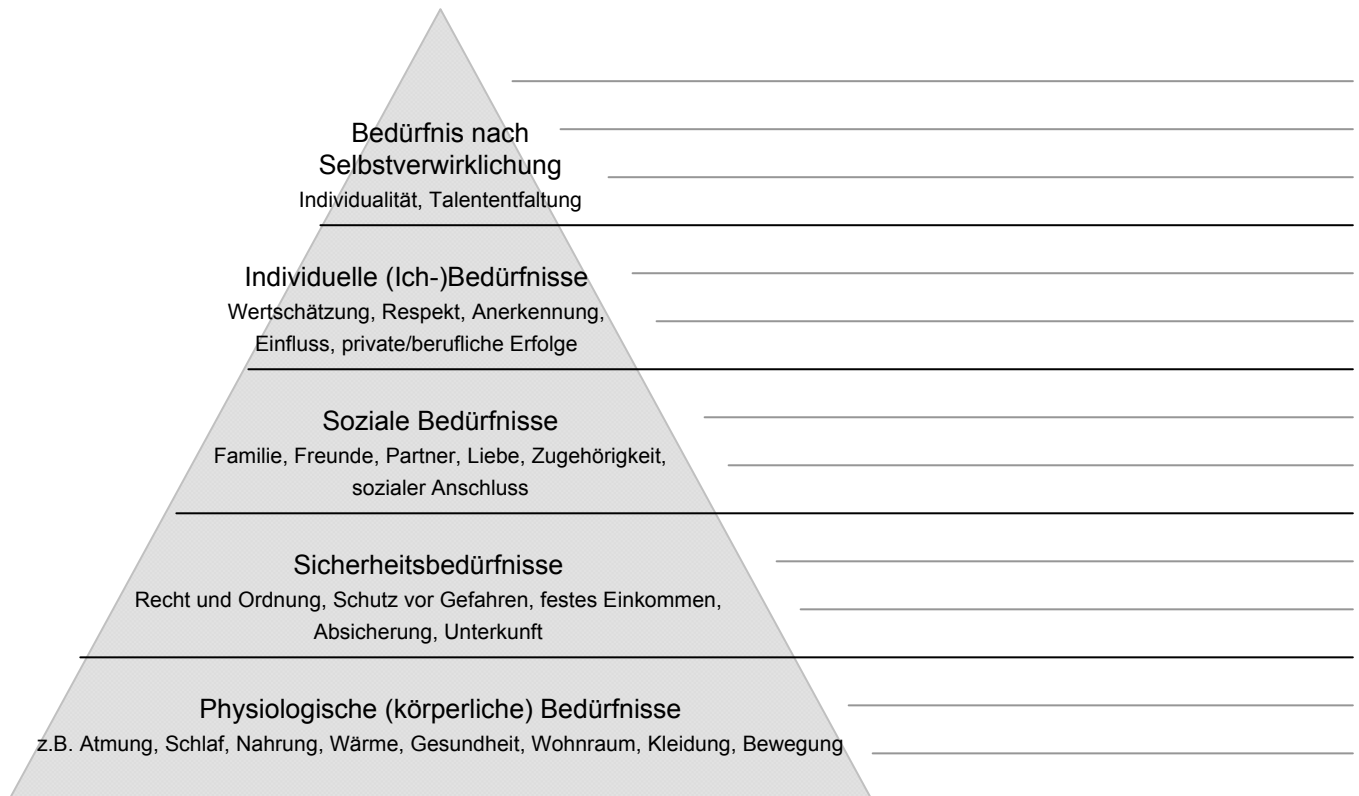 Bedürfnis nach
Selbstverwirklichung
Individualität, Talententfaltung
Individuelle (Ich-)Bedürfnisse
Wertschätzung, Respekt, Anerkennung,
Einfluss, private/berufliche Erfolge
Soziale Bedürfnisse
Familie, Freunde, Partner, Liebe, Zugehörigkeit,
sozialer Anschluss
Sicherheitsbedürfnisse
Recht und Ordnung, Schutz vor Gefahren, festes Einkommen,
Absicherung, Unterkunft
Physiologische (körperliche) Bedürfnisse
z.B. Atmung, Schlaf, Nahrung, Wärme, Gesundheit, Wohnraum, Kleidung, Bewegung